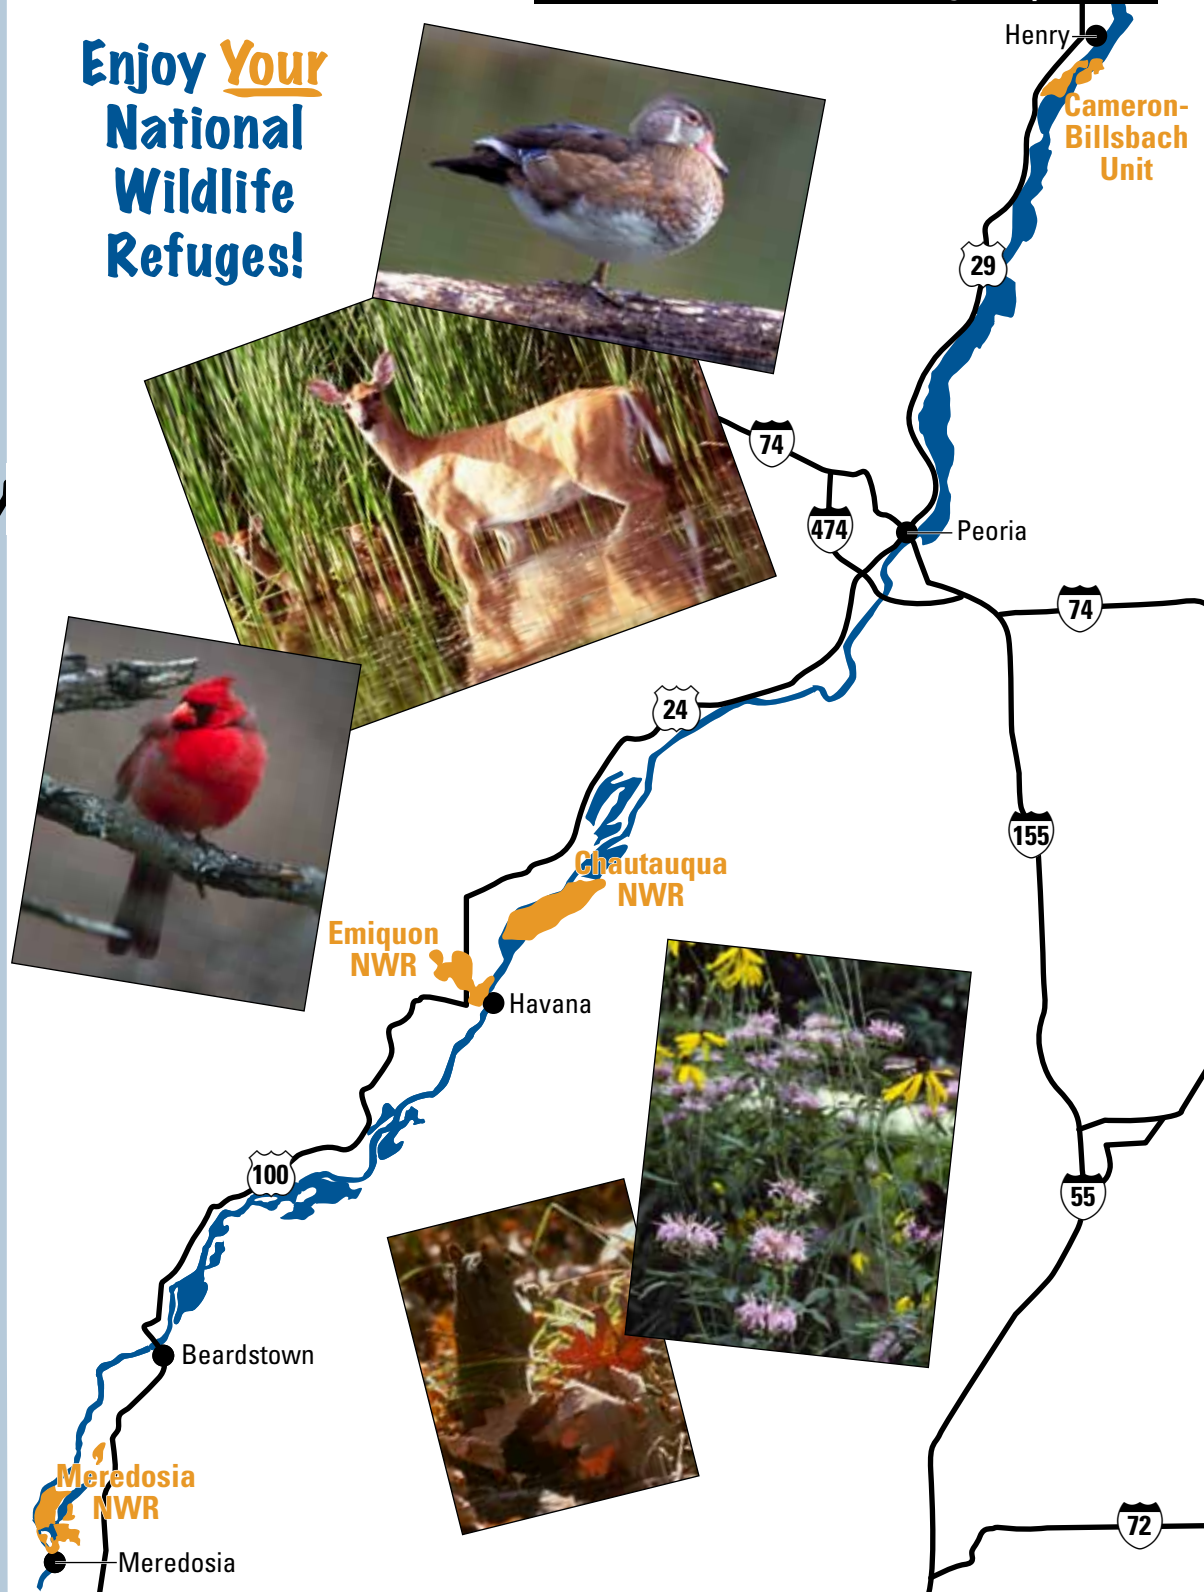 Enjoy Your
National
Wildlife
Refuges!
Henry
Cameron-
Billsbach
Unit
29
74
474
Peoria
74
24
155
Chautauqua
NWR
Emiquon
NWR
Havana
100
55
Beardstown
Meredosia
NWR
72
Meredosia